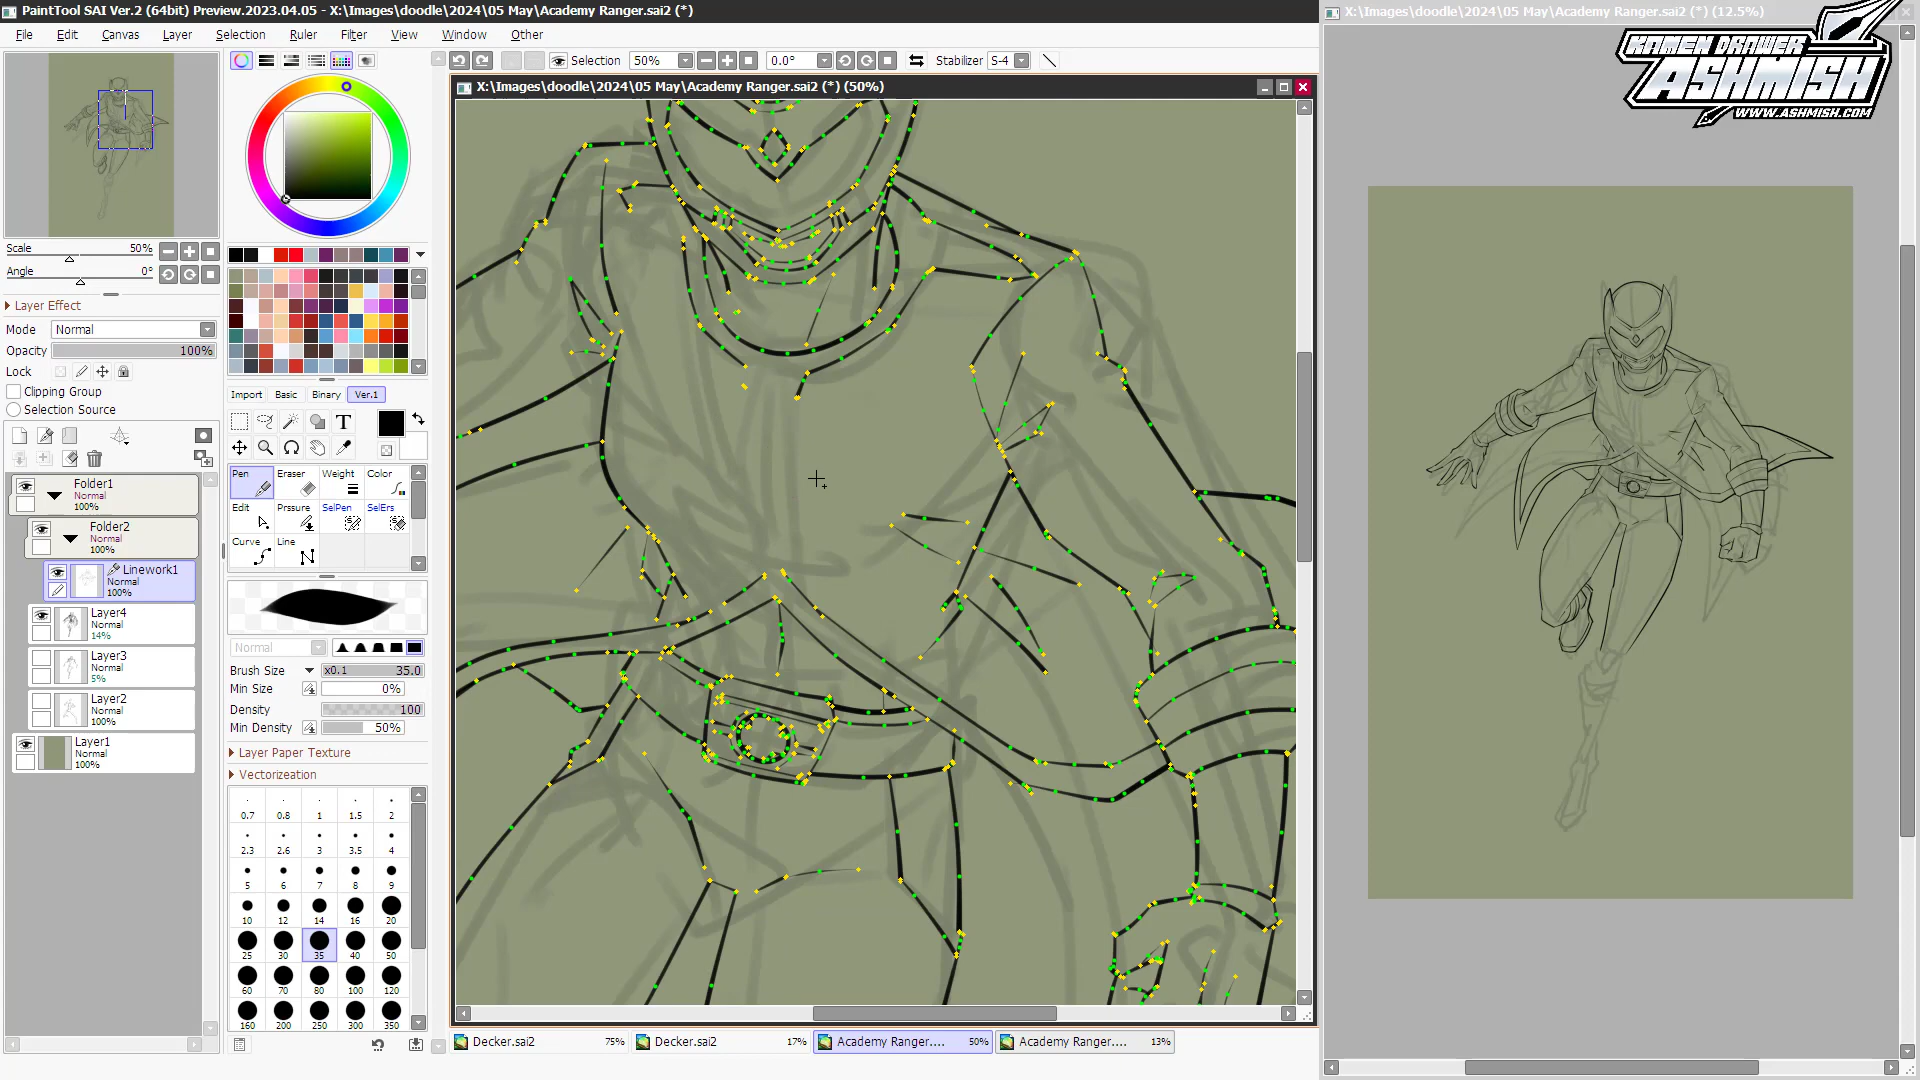 PaintTool SAI Ver.2 (64bit) Preview.2023.04.05 - X:\Images\doodle\2024\05 May\Academy Ranger.sai2 (*)
X:\Images\doodle\2024\05 May\Academy Ranger.sai2 (*) (12.5%)
File Edit Canvas Layer Selection Ruler Filter View Window Other
KAMEN DRAWER
ASHMISH
WWW.ASHMISH.COM
Selection 50% 0.0° Stabilizer S-4
X:\Images\doodle\2024\05 May\Academy Ranger.sai2 (*) (50%)
Scale 50%
Angle 0°
Layer Effect
Mode Normal
Opacity 100%
Lock
Clipping Group
Selection Source
Folder1
Normal
100%
Folder2
Normal
100%
Linework1
Normal
100%
Layer4
Normal
14%
Layer3
Normal
5%
Layer2
Normal
100%
Layer1
Normal
100%
Import Basic Binary Ver.1
T
Pen Eraser Weight Color
Edit Prssure SelPen SelErs
Curve Line
Normal
Brush Size x0.1 35.0
Min Size 0%
Density 100
Min Density 50%
Layer Paper Texture
Vectorization
0.7 0.8 1 1.5 2
2.3 2.6 3 3.5 4
5 6 7 8 9
10 12 14 16 20
25 30 35 40 50
60 70 80 100 120
160 200 250 300 350
Decker.sai2 75% Decker.sai2 17% Academy Ranger.... 50% Academy Ranger.... 13%